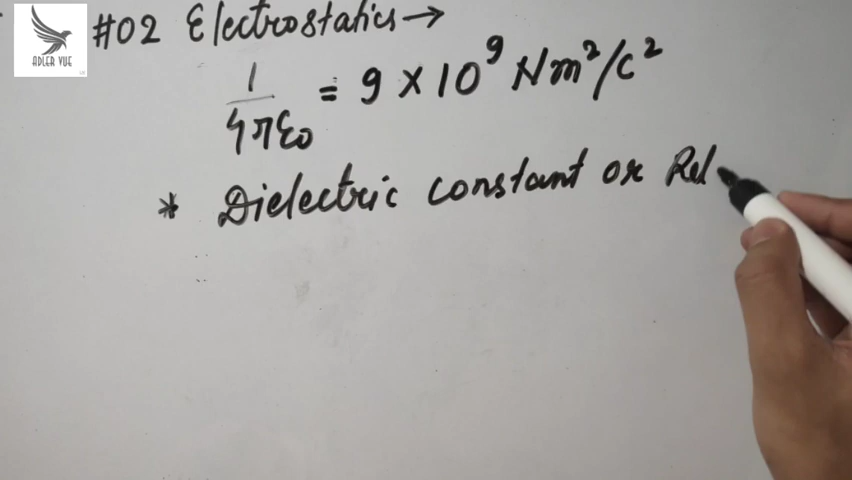 ADLER VUE
#02 Electrostatics →
1/4πε₀ = 9 × 10⁹ Nm²/C²
* Dielectric constant or Rel